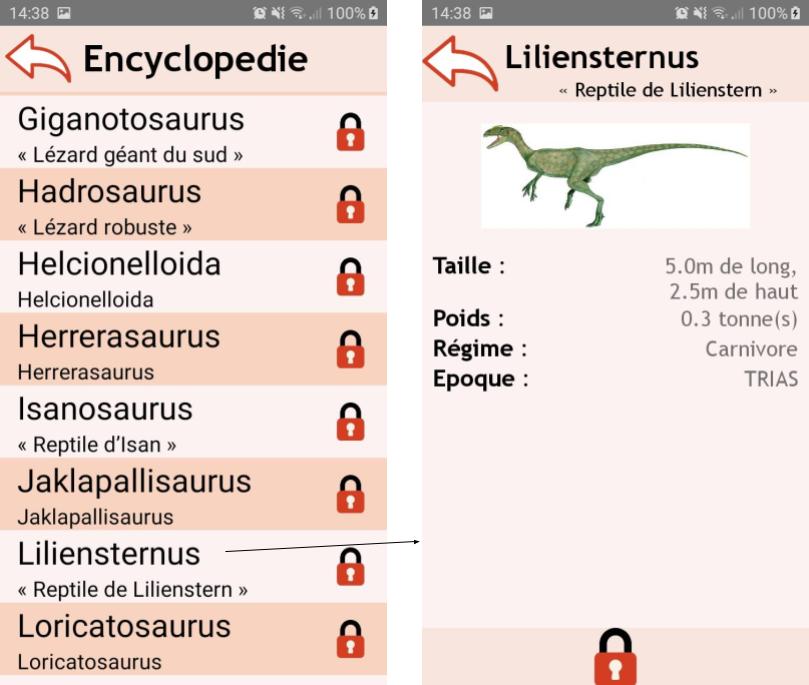 14:38
100%
Encyclopedie
Giganotosaurus
« Lézard géant du sud »
Hadrosaurus
« Lézard robuste »
Helcionelloida
Helcionelloida
Herrerasaurus
Herrerasaurus
Isanosaurus
« Reptile d’Isan »
Jaklapallisaurus
Jaklapallisaurus
Liliensternus
« Reptile de Lilienstern »
Loricatosaurus
Loricatosaurus
14:38
100%
Liliensternus
« Reptile de Lilienstern »
Taille : 5.0m de long,
2.5m de haut
Poids : 0.3 tonne(s)
Régime : Carnivore
Epoque : TRIAS